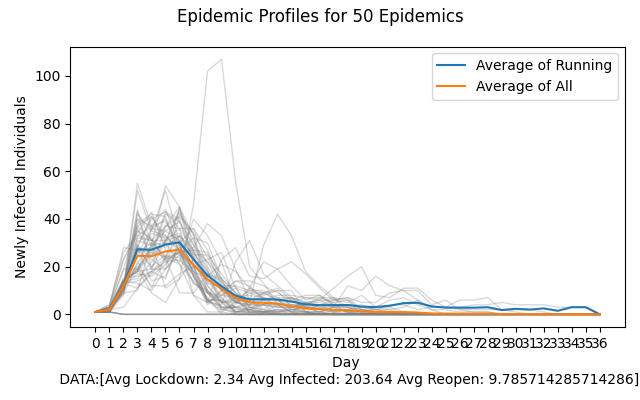 Epidemic Profiles for 50 Epidemics
Average of Running
Average of All
Newly Infected Individuals
100
80
60
40
20
0
0 1 2 3 4 5 6 7 8 9 10 11 12 13 14 15 16 17 18 19 20 21 22 23 24 25 26 27 28 29 30 31 32 33 34 35 36
Day
DATA:[Avg Lockdown: 2.34 Avg Infected: 203.64 Avg Reopen: 9.785714285714286]